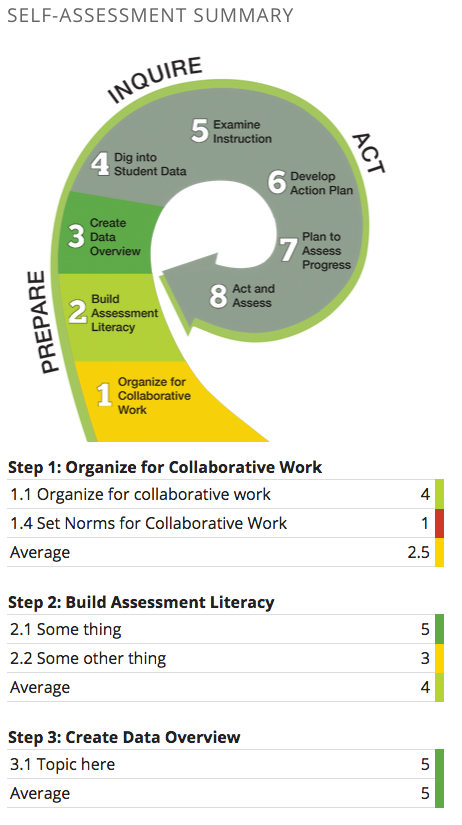 SELF-ASSESSMENT SUMMARY
INQUIRE
ACT
PREPARE
5 Examine
Instruction
4 Dig into
Student Data
6 Develop
Action Plan
3 Create
Data
Overview
7 Plan to
Assess
Progress
8 Act and
Assess
2 Build
Assessment
Literacy
1 Organize for
Collaborative
Work
Step 1: Organize for Collaborative Work
1.1 Organize for collaborative work 4
1.4 Set Norms for Collaborative Work 1
Average 2.5
Step 2: Build Assessment Literacy
2.1 Some thing 5
2.2 Some other thing 3
Average 4
Step 3: Create Data Overview
3.1 Topic here 5
Average 5